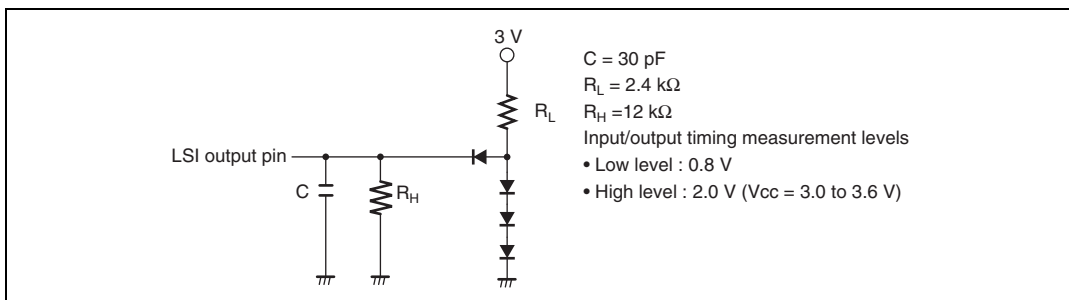 3 V
R_L
LSI output pin
C
R_H
C = 30 pF
R_L = 2.4 kΩ
R_H =12 kΩ
Input/output timing measurement levels
• Low level : 0.8 V
• High level : 2.0 V (Vcc = 3.0 to 3.6 V)